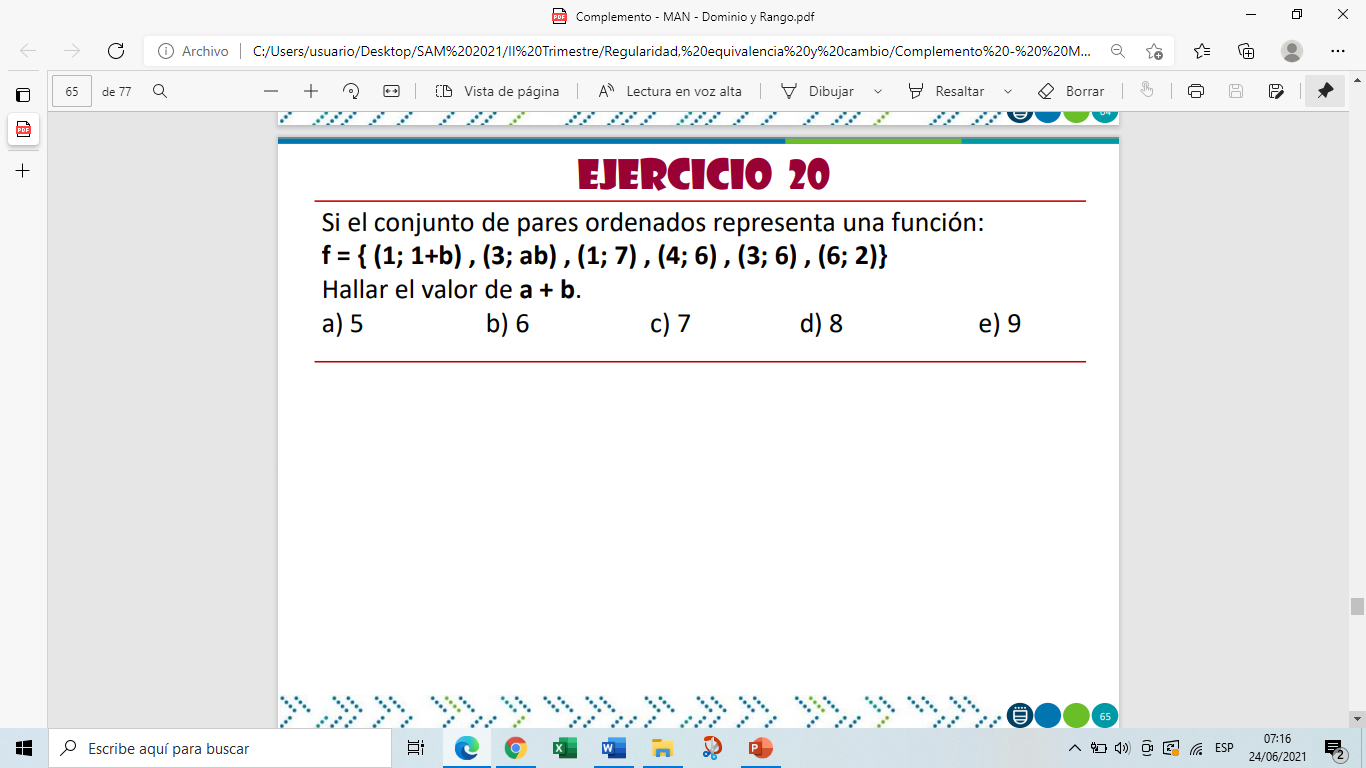 Complemento - MAN - Dominio y Rango.pdf
Archivo C:/Users/usuario/Desktop/SAM%202021/II%20Trimestre/Regularidad,%20equivalencia%20y%20cambio/Complemento%20-%20%20M...
65 de 77 Vista de página Lectura en voz alta Dibujar Resaltar Borrar
64
EJERCICIO 20
Si el conjunto de pares ordenados representa una función:
f = { (1; 1+b) , (3; ab) , (1; 7) , (4; 6) , (3; 6) , (6; 2)}
Hallar el valor de a + b.
a) 5 b) 6 c) 7 d) 8 e) 9
65
Escribe aquí para buscar
ESP
07:16
24/06/2021
2